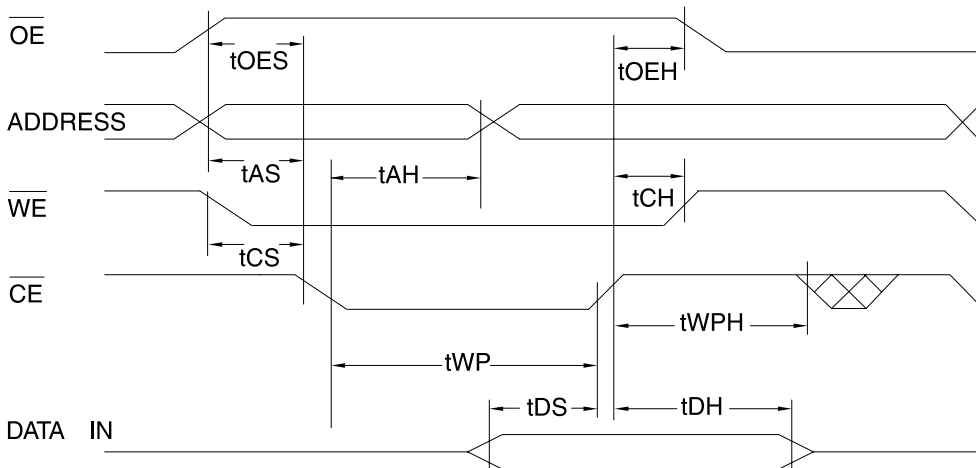 OE
tOES
tOEH
ADDRESS
tAS
tAH
WE
tCH
tCS
CE
tWPH
tWP
tDS
tDH
DATA IN